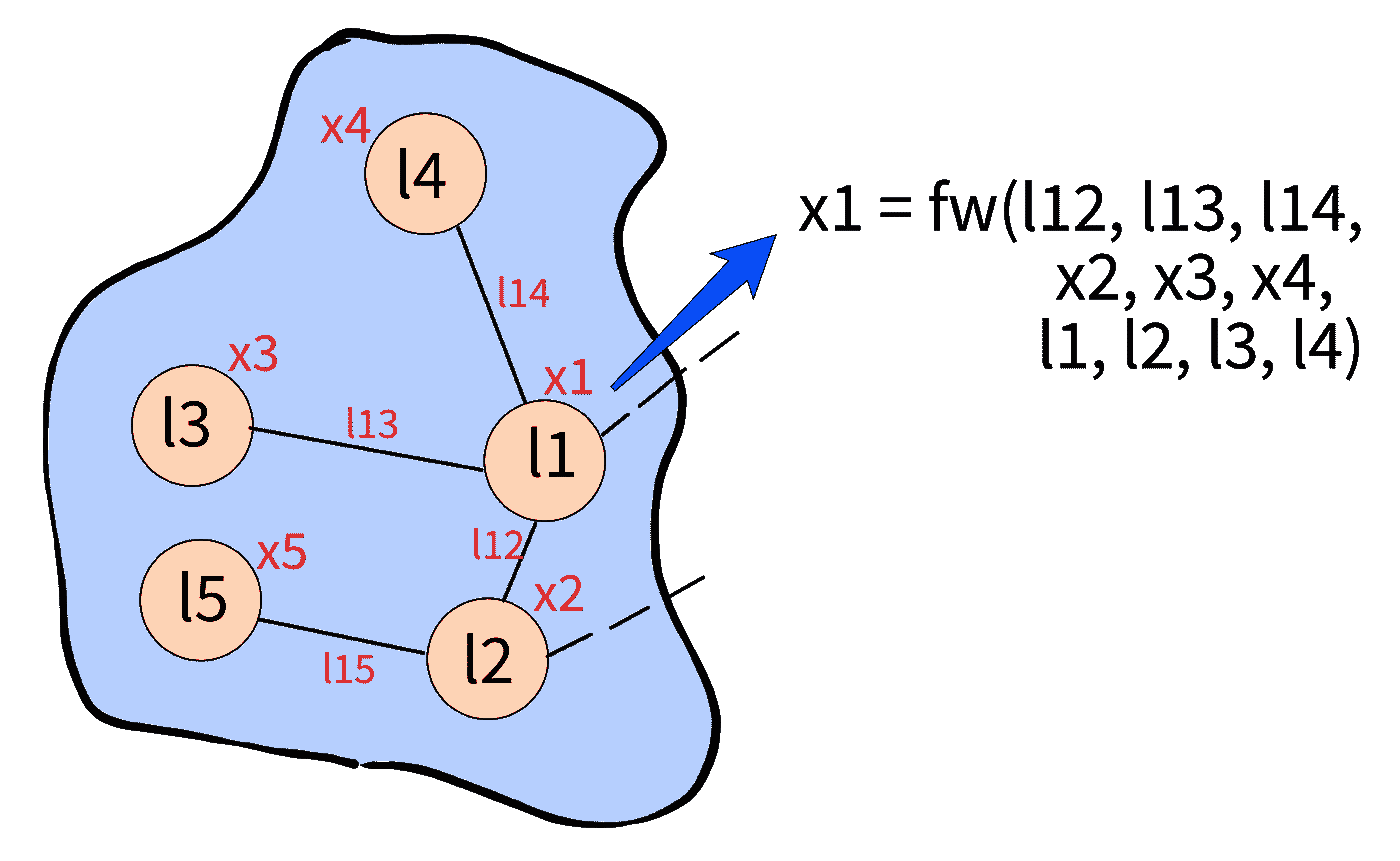 x4
l4
x1 = fw(l12, l13, l14,
x2, x3, x4,
l1, l2, l3, l4)
l14
x3
x1
l3
l13
l1
x5
l12
l5
x2
l15
l2